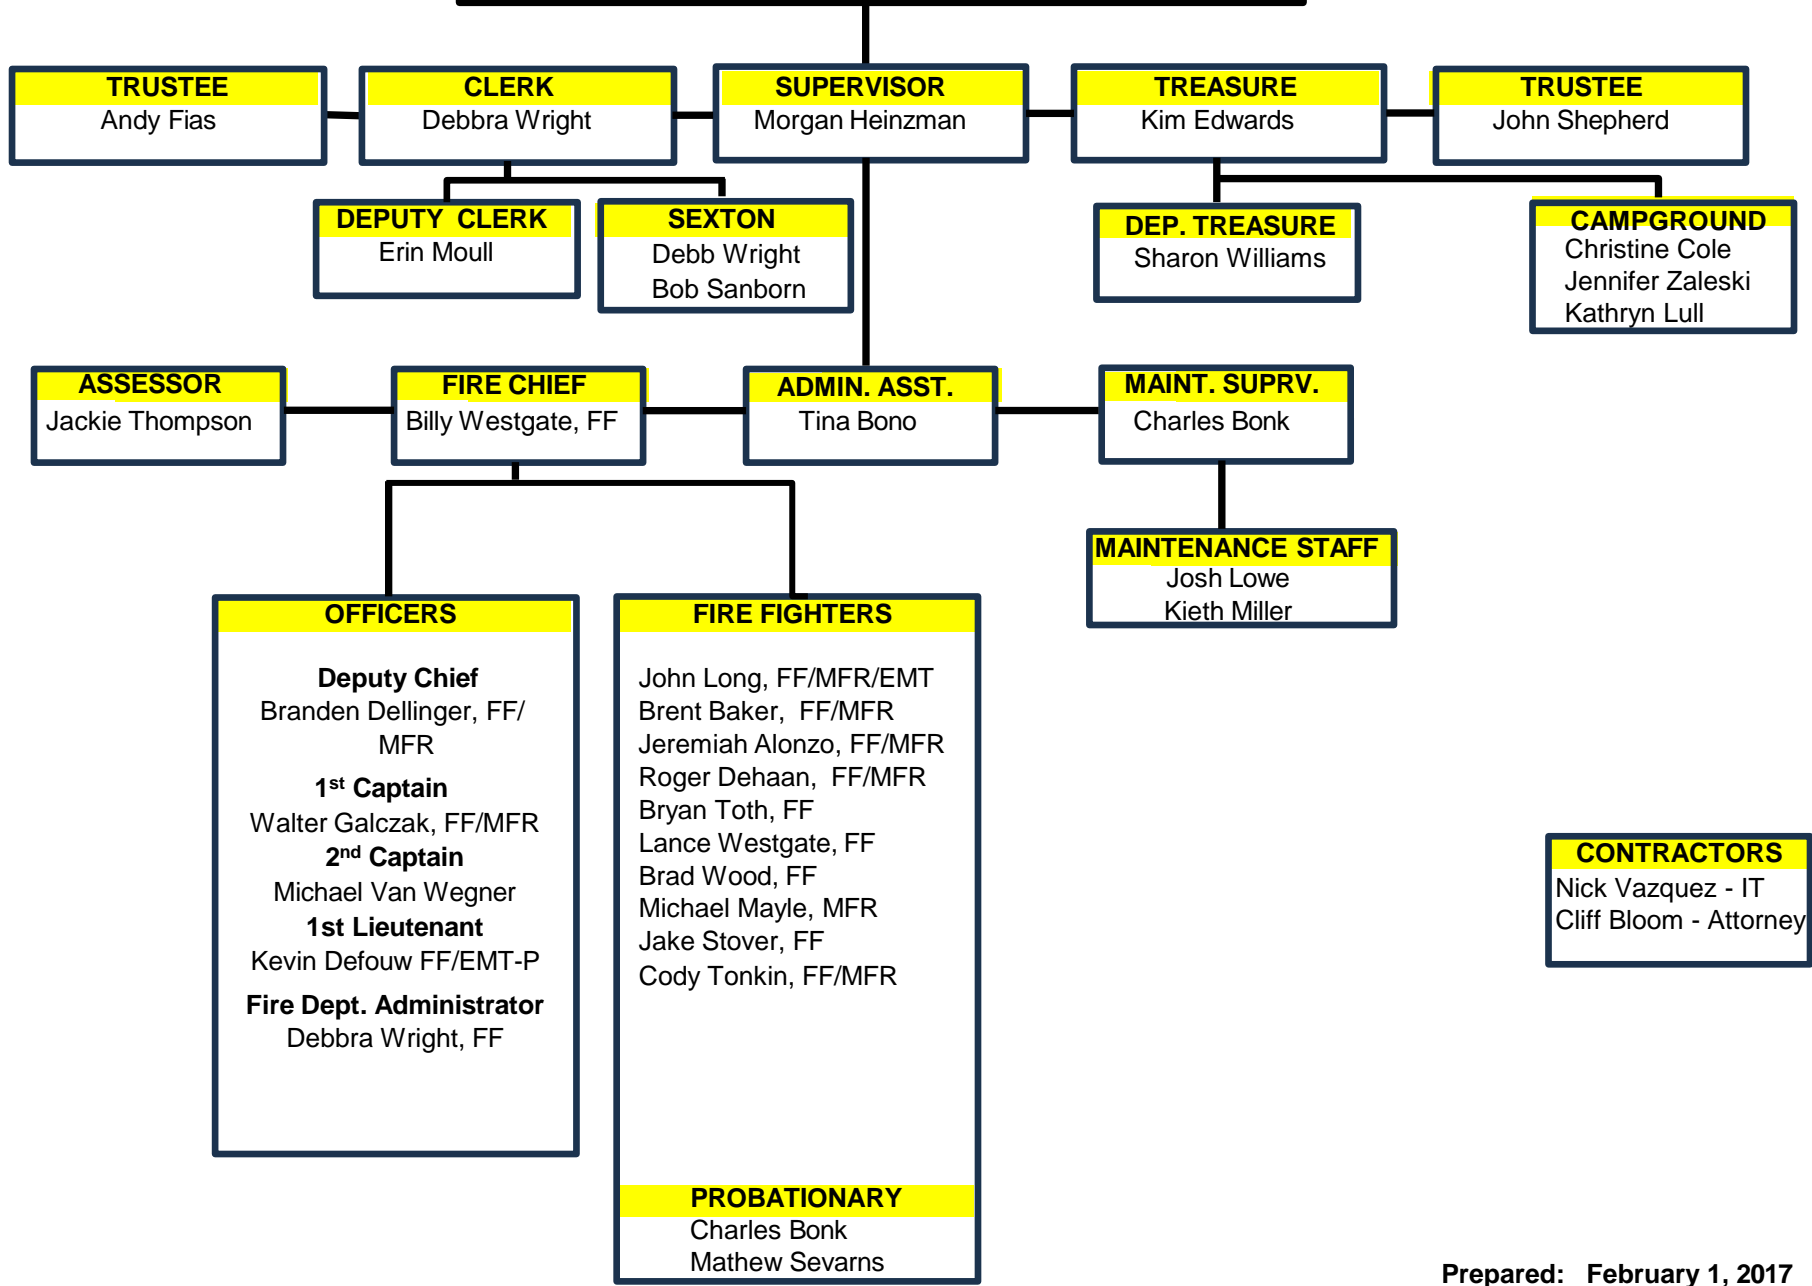 TRUSTEE
Andy Fias
CLERK
Debbra Wright
SUPERVISOR
Morgan Heinzman
TREASURE
Kim Edwards
TRUSTEE
John Shepherd
DEPUTY CLERK
Erin Moull
SEXTON
Debb Wright
Bob Sanborn
DEP. TREASURE
Sharon Williams
CAMPGROUND
Christine Cole
Jennifer Zaleski
Kathryn Lull
ASSESSOR
Jackie Thompson
FIRE CHIEF
Billy Westgate, FF
ADMIN. ASST.
Tina Bono
MAINT. SUPRV.
Charles Bonk
MAINTENANCE STAFF
Josh Lowe
Kieth Miller
OFFICERS
Deputy Chief
Branden Dellinger, FF/
MFR
1st Captain
Walter Galczak, FF/MFR
2nd Captain
Michael Van Wegner
1st Lieutenant
Kevin Defouw FF/EMT-P
Fire Dept. Administrator
Debbra Wright, FF
FIRE FIGHTERS
John Long, FF/MFR/EMT
Brent Baker, FF/MFR
Jeremiah Alonzo, FF/MFR
Roger Dehaan, FF/MFR
Bryan Toth, FF
Lance Westgate, FF
Brad Wood, FF
Michael Mayle, MFR
Jake Stover, FF
Cody Tonkin, FF/MFR
PROBATIONARY
Charles Bonk
Mathew Sevarns
CONTRACTORS
Nick Vazquez - IT
Cliff Bloom - Attorney
Prepared: February 1, 2017